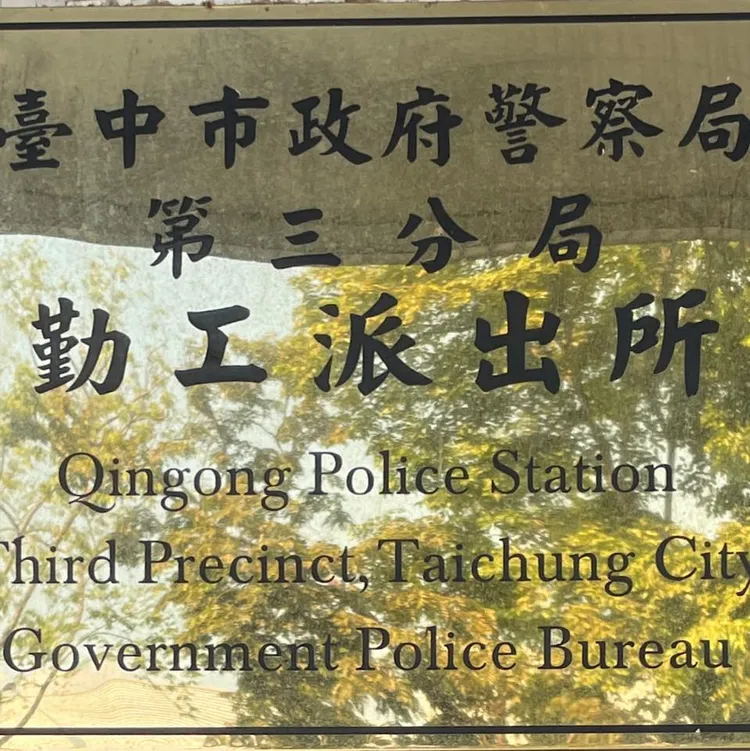 臺中市政府警察局
第三分局
勤工派出所
Qingong Police Station
Third Precinct, Taichung City
Government Police Bureau